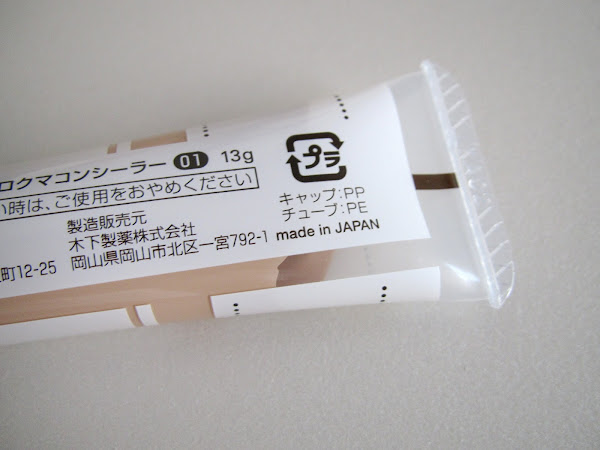 ロクマコンシーラー 01 13g
い時は、ご使用をおやめください
プラ
キャップ:PP
チューブ:PE
made in JAPAN
製造販売元
木下製薬株式会社
岡山県岡山市北区一宮792-1
町12-25